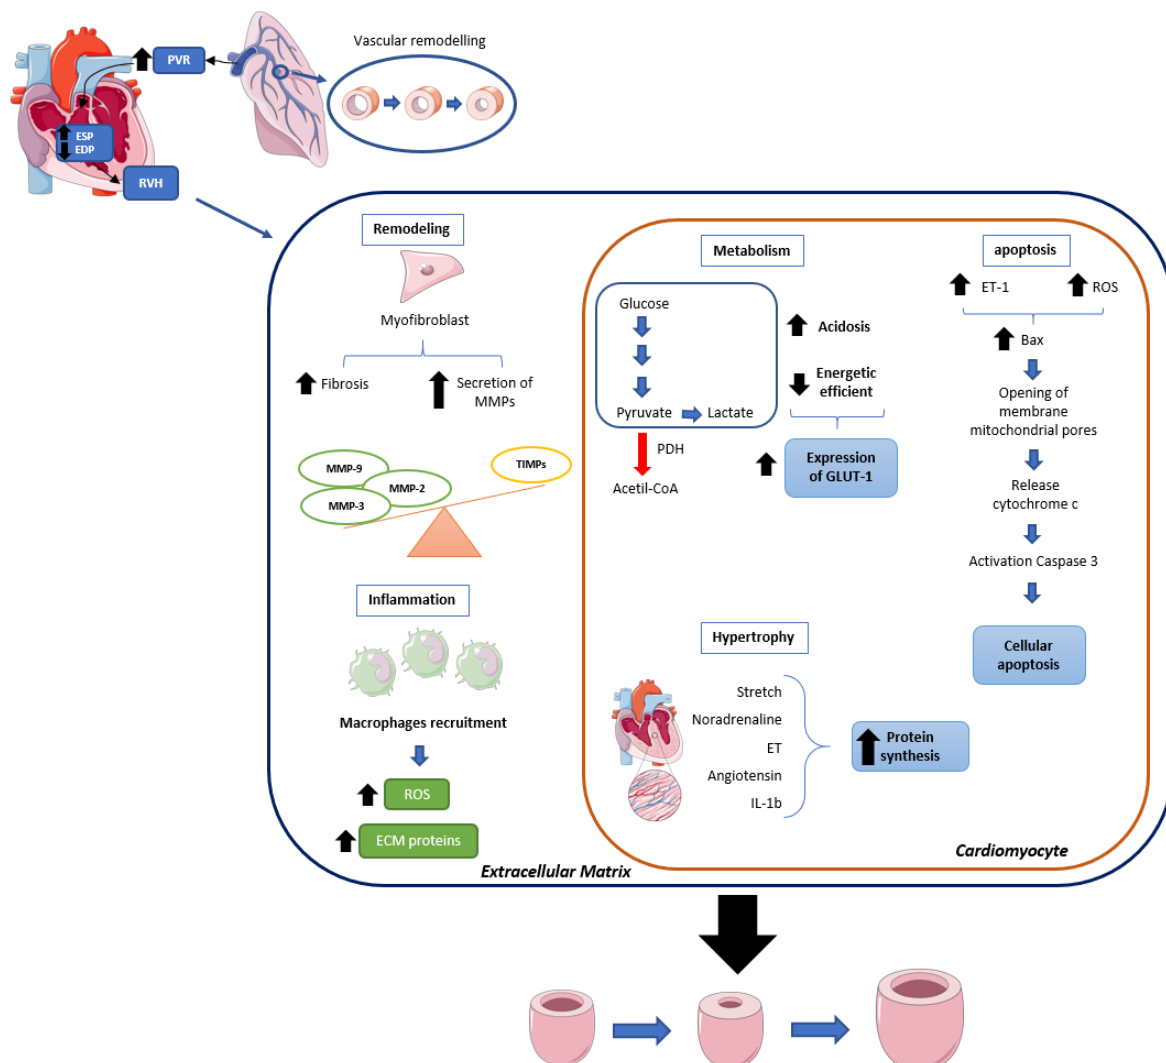 Vascular remodelling
PVR
ESP
EDP
RVH
Remodeling
Myofibroblast
Fibrosis
Secretion of
MMPs
MMP-9
MMP-2
MMP-3
TIMPs
Inflammation
Macrophages recruitment
ROS
ECM proteins
Extracellular Matrix
Metabolism
Glucose
Pyruvate
Lactate
PDH
Acetil-CoA
Acidosis
Energetic
efficient
Expression
of GLUT-1
apoptosis
ET-1
ROS
Bax
Opening of
membrane
mitochondrial pores
Release
cytochrome c
Activation Caspase 3
Cellular
apoptosis
Hypertrophy
Stretch
Noradrenaline
ET
Angiotensin
IL-1b
Protein
synthesis
Cardiomyocyte